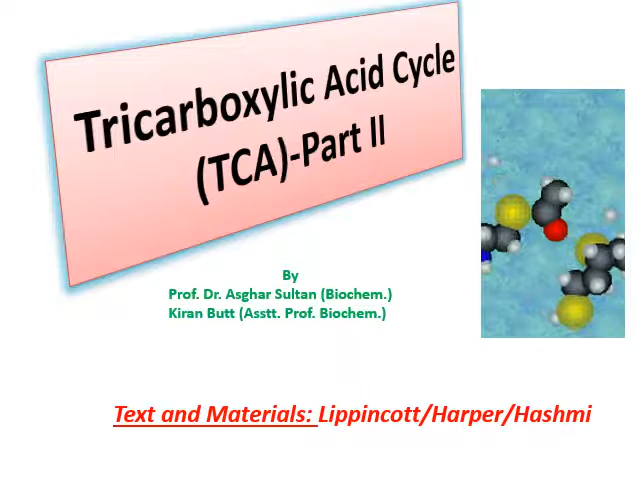 Tricarboxylic Acid Cycle
(TCA)-Part II
By
Prof. Dr. Asghar Sultan (Biochem.)
Kiran Butt (Asstt. Prof. Biochem.)
Text and Materials: Lippincott/Harper/Hashmi